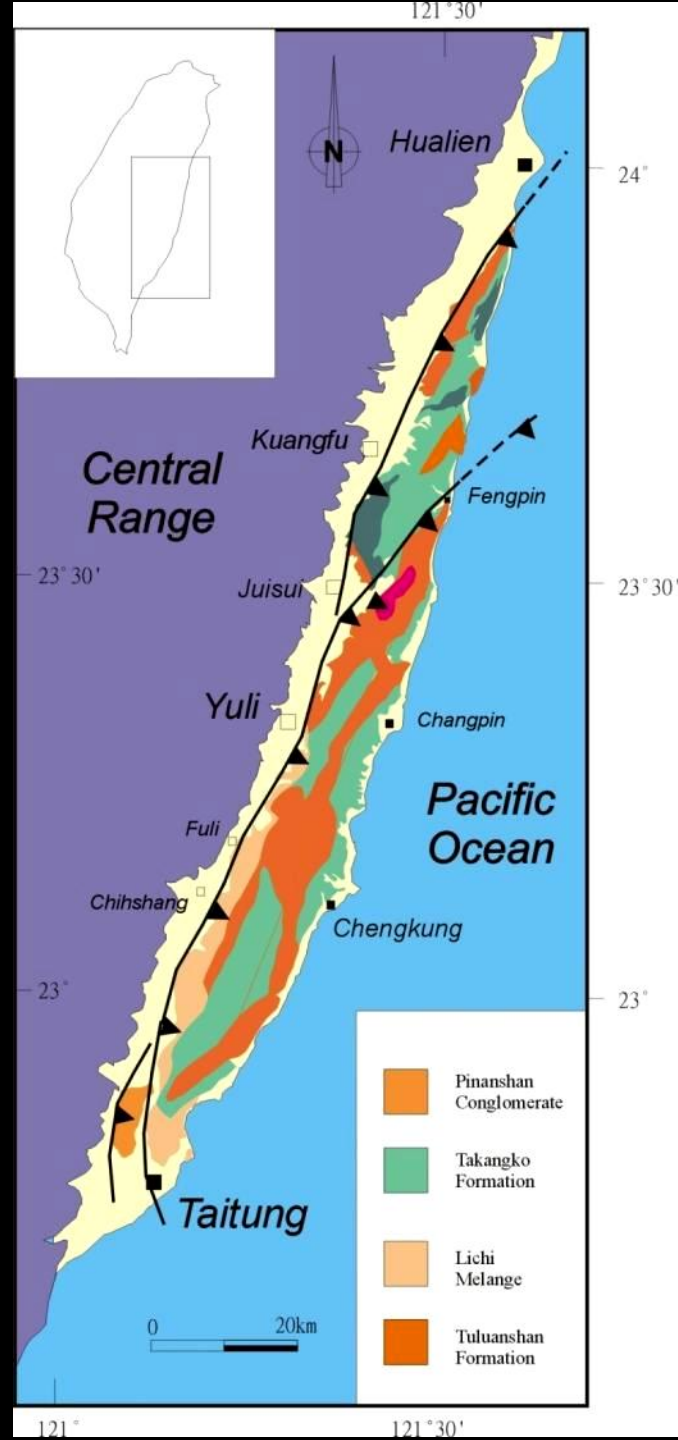 121°30'
N
Hualien
24°
Kuangfu
Central
Range
Fengpin
23°30'
Juisui
23°30'
Yuli
Changpin
Pacific
Ocean
Fuli
Chihshang
Chengkung
23°
23°
Pinanshan
Conglomerate
Takangko
Formation
Taitung
Lichi
Melange
0 20km
Tuluanshan
Formation
121°
121°30'